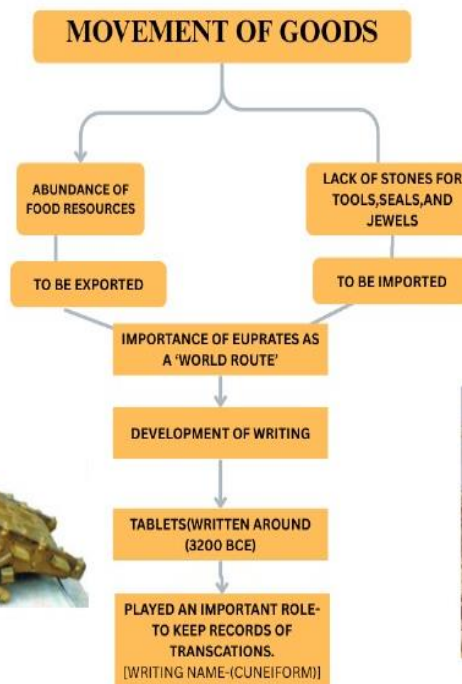 MOVEMENT OF GOODS
ABUNDANCE OF
FOOD RESOURCES
LACK OF STONES FOR
TOOLS,SEALS,AND
JEWELS
TO BE EXPORTED
TO BE IMPORTED
IMPORTANCE OF EUPRATES AS
A 'WORLD ROUTE'
DEVELOPMENT OF WRITING
TABLETS(WRITTEN AROUND
(3200 BCE)
PLAYED AN IMPORTANT ROLE-
TO KEEP RECORDS OF
TRANSCATIONS.
[WRITING NAME-(CUNEIFORM)]